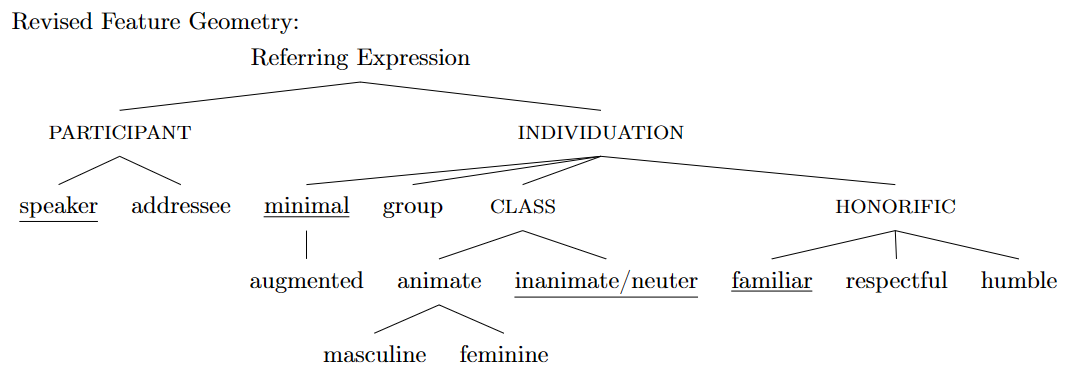 Revised Feature Geometry:
Referring Expression
PARTICIPANT INDIVIDUATION
speaker addressee minimal group CLASS HONORIFIC
augmented animate inanimate/neuter familiar respectful humble
masculine feminine